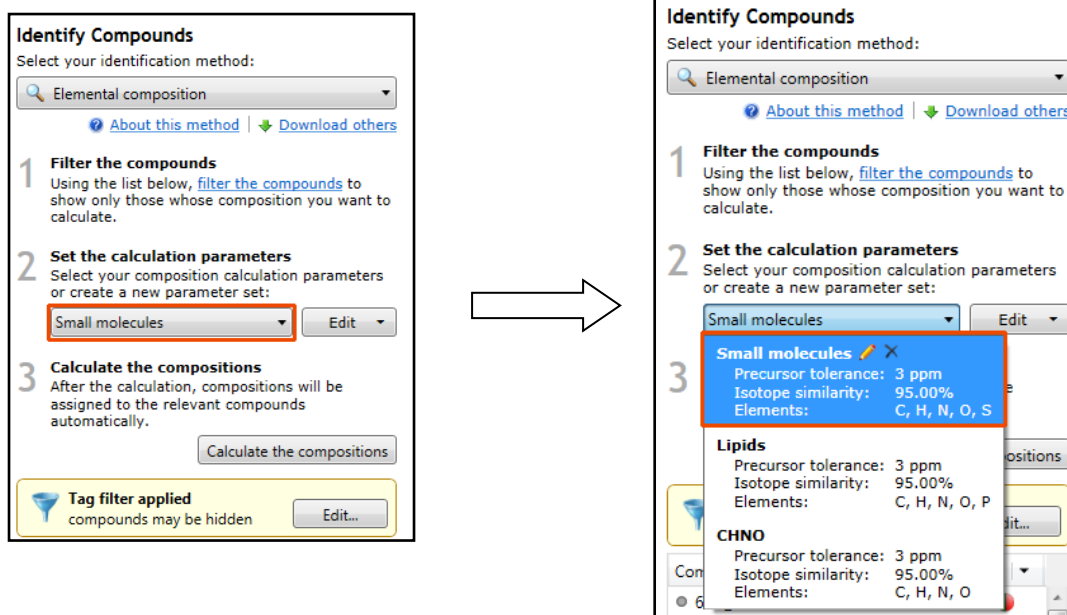 Identify Compounds
Select your identification method:
Elemental composition
About this method | Download others
1 Filter the compounds
Using the list below, filter the compounds to
show only those whose composition you want to
calculate.
2 Set the calculation parameters
Select your composition calculation parameters
or create a new parameter set:
Small molecules Edit
3 Calculate the compositions
After the calculation, compositions will be
assigned to the relevant compounds
automatically.
Calculate the compositions
Tag filter applied
compounds may be hidden Edit...
Identify Compounds
Select your identification method:
Elemental composition
About this method | Download others
1 Filter the compounds
Using the list below, filter the compounds to
show only those whose composition you want to
calculate.
2 Set the calculation parameters
Select your composition calculation parameters
or create a new parameter set:
Small molecules Edit
3
Small molecules
Precursor tolerance: 3 ppm
Isotope similarity: 95.00%
Elements: C, H, N, O, S
Lipids
Precursor tolerance: 3 ppm
Isotope similarity: 95.00%
Elements: C, H, N, O, P
CHNO
Precursor tolerance: 3 ppm
Isotope similarity: 95.00%
Elements: C, H, N, O